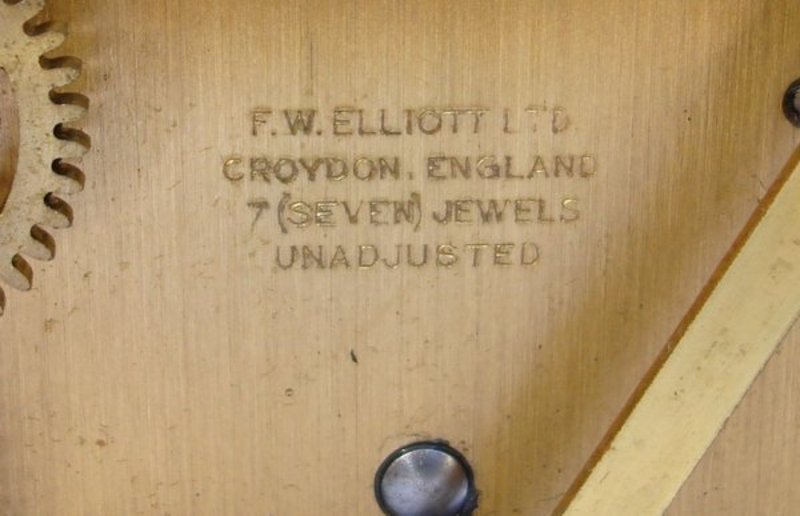 F.W. ELLIOTT LTD.
CROYDON. ENGLAND
7 (SEVEN) JEWELS
UNADJUSTED